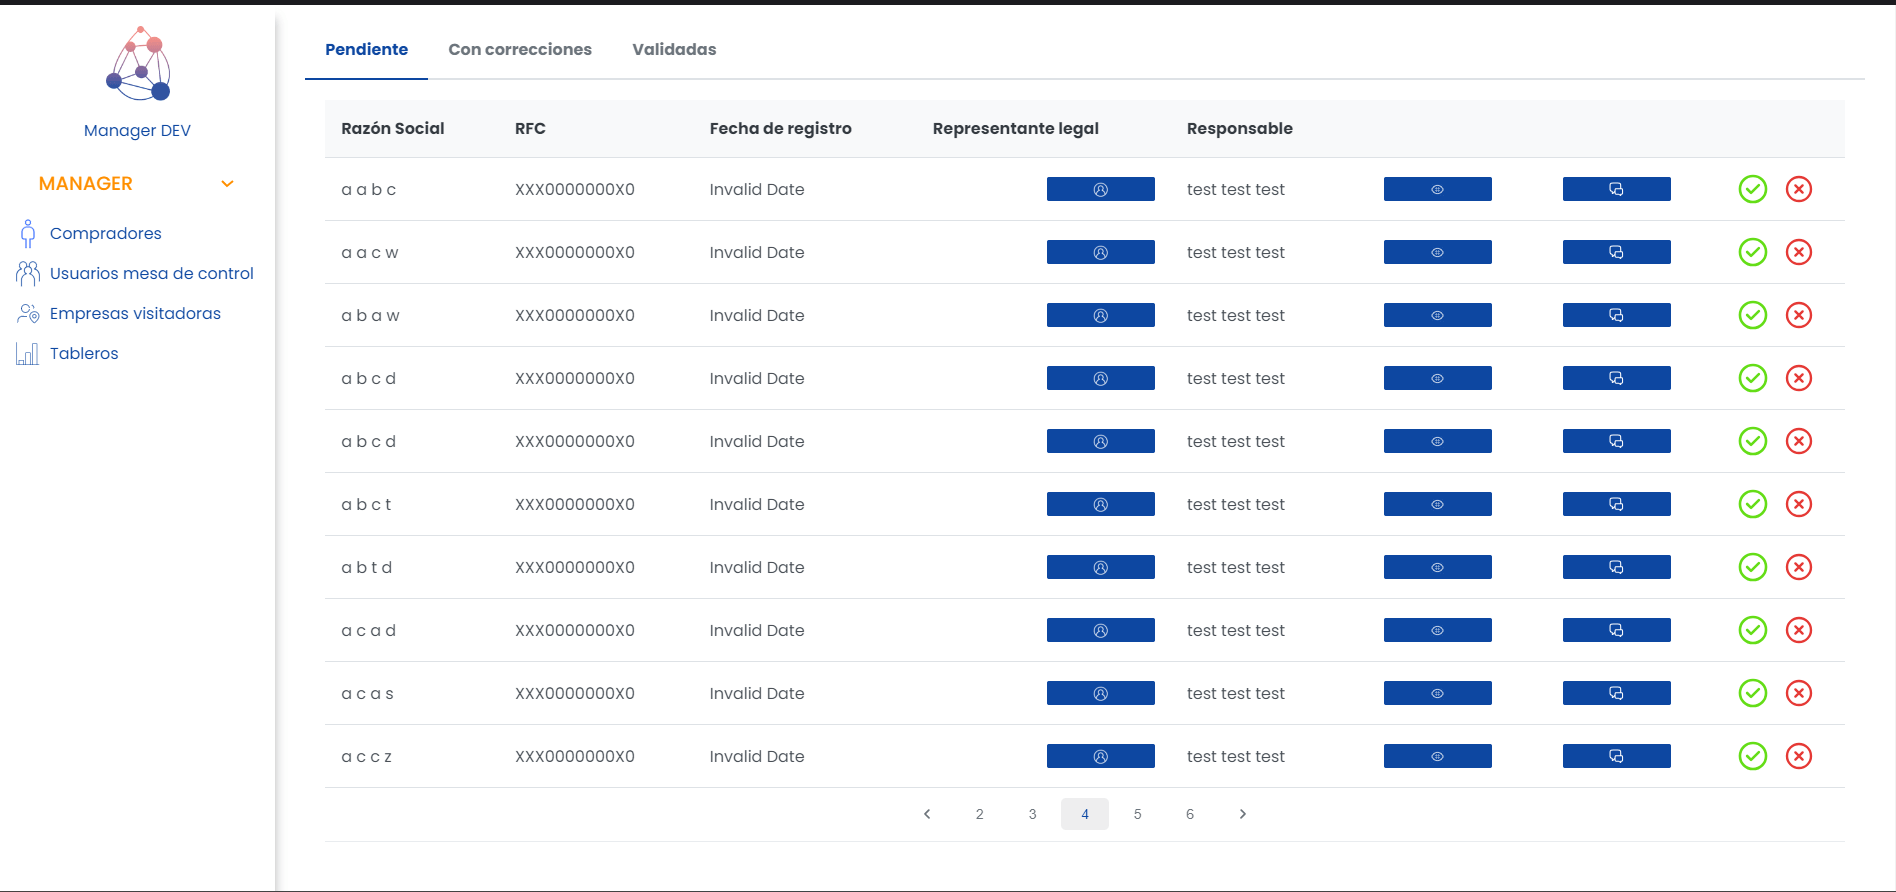 Manager DEV
MANAGER
Compradores
Usuarios mesa de control
Empresas visitadoras
Tableros
Pendiente Con correcciones Validadas
Razón Social RFC Fecha de registro Representante legal Responsable
a a b c XXX0000000X0 Invalid Date test test test
a a c w XXX0000000X0 Invalid Date test test test
a b a w XXX0000000X0 Invalid Date test test test
a b c d XXX0000000X0 Invalid Date test test test
a b c d XXX0000000X0 Invalid Date test test test
a b c t XXX0000000X0 Invalid Date test test test
a b t d XXX0000000X0 Invalid Date test test test
a c a d XXX0000000X0 Invalid Date test test test
a c a s XXX0000000X0 Invalid Date test test test
a c c z XXX0000000X0 Invalid Date test test test
2 3 4 5 6